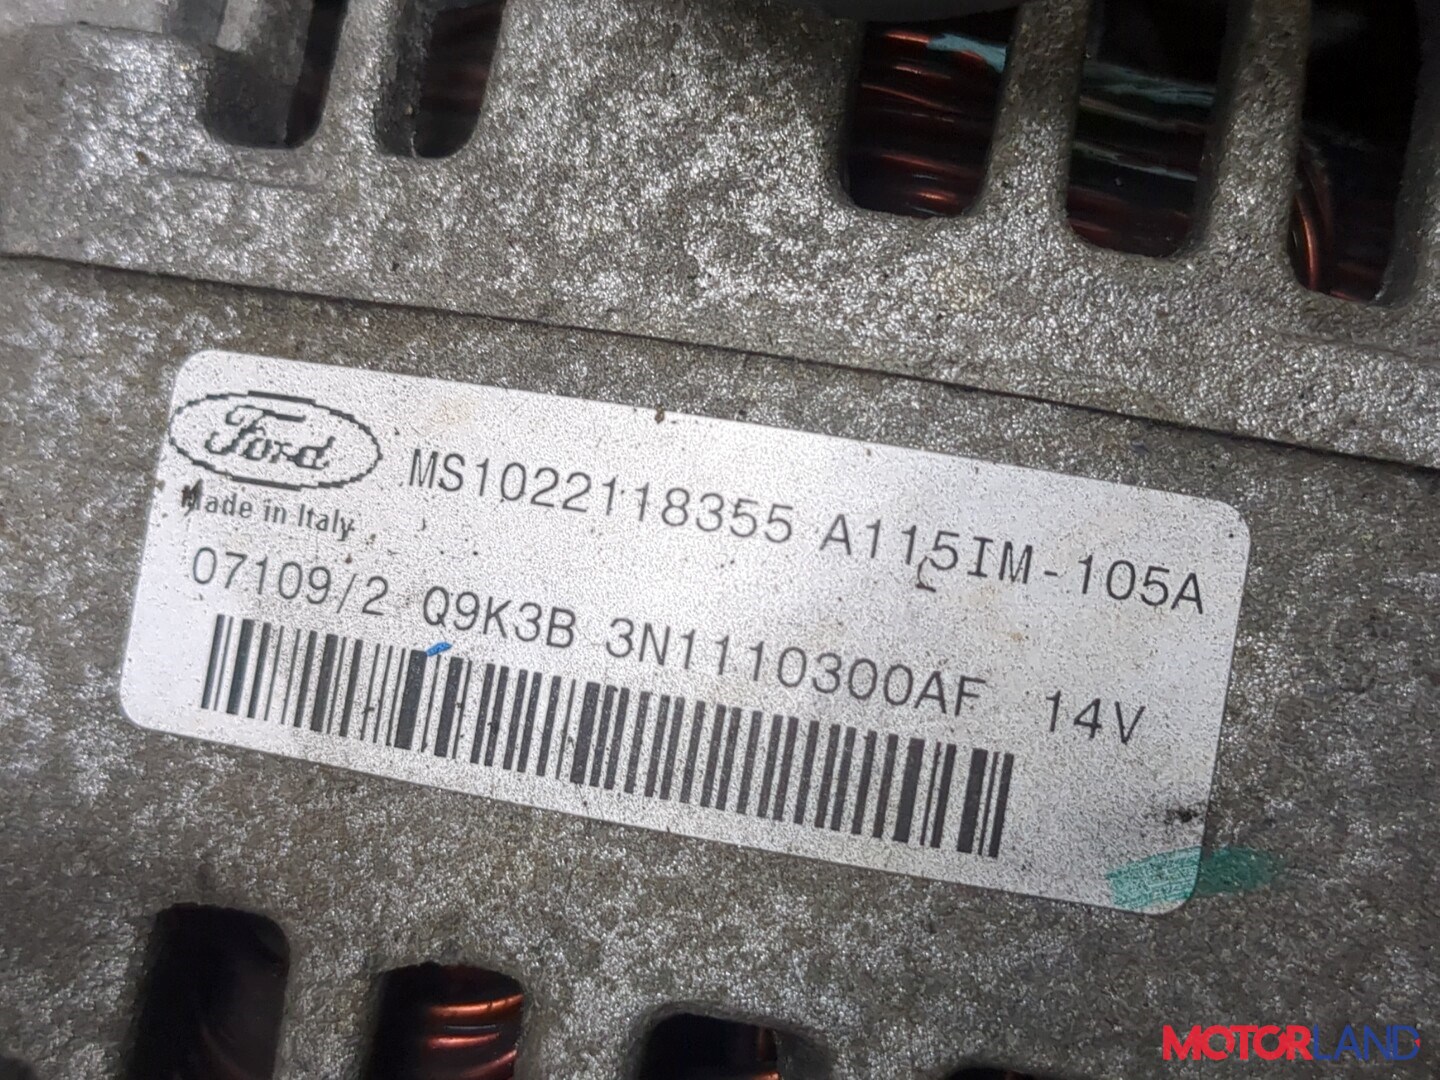 Ford
MS1022118355 A115IM-105A
Made in Italy
07109/2 Q9K3B 3N1110300AF 14V
MOTORLAND